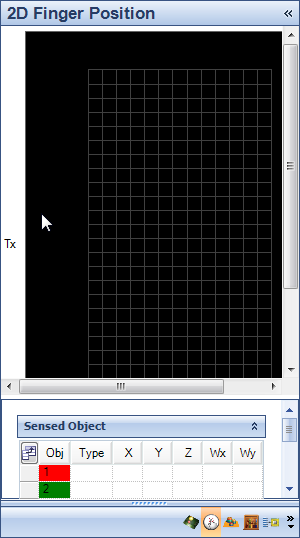 2D Finger Position
Tx
Sensed Object
Obj Type X Y Z Wx Wy
1
2